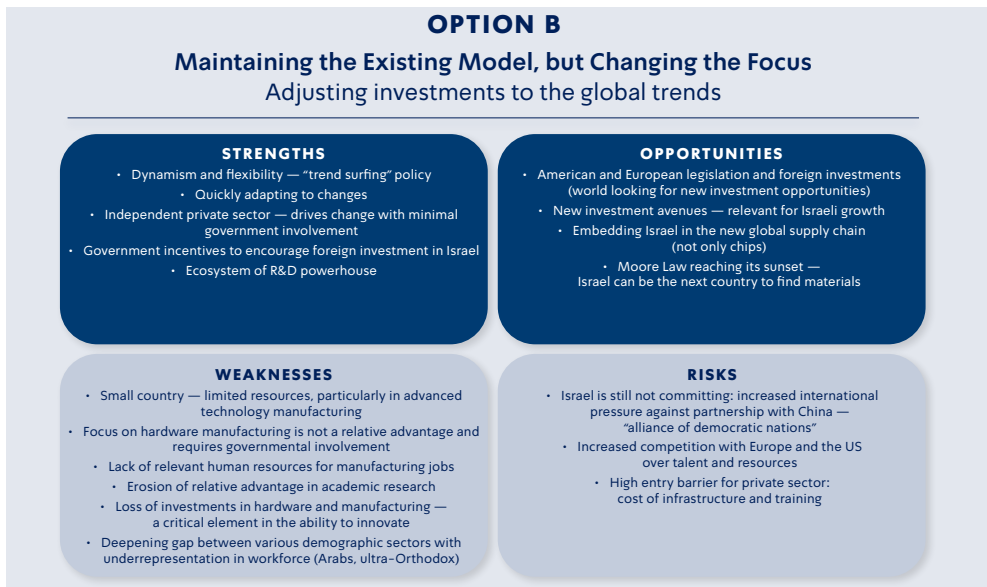 OPTION B
Maintaining the Existing Model, but Changing the Focus
Adjusting investments to the global trends
STRENGTHS
• Dynamism and flexibility — “trend surfing” policy
• Quickly adapting to changes
• Independent private sector — drives change with minimal
government involvement
• Government incentives to encourage foreign investment in Israel
• Ecosystem of R&D powerhouse
OPPORTUNITIES
• American and European legislation and foreign investments
(world looking for new investment opportunities)
• New investment avenues — relevant for Israeli growth
• Embedding Israel in the new global supply chain
(not only chips)
• Moore Law reaching its sunset —
Israel can be the next country to find materials
WEAKNESSES
• Small country — limited resources, particularly in advanced
technology manufacturing
• Focus on hardware manufacturing is not a relative advantage and
requires governmental involvement
• Lack of relevant human resources for manufacturing jobs
• Erosion of relative advantage in academic research
• Loss of investments in hardware and manufacturing —
a critical element in the ability to innovate
• Deepening gap between various demographic sectors with
underrepresentation in workforce (Arabs, ultra-Orthodox)
RISKS
• Israel is still not committing: increased international
pressure against partnership with China —
“alliance of democratic nations”
• Increased competition with Europe and the US
over talent and resources
• High entry barrier for private sector:
cost of infrastructure and training